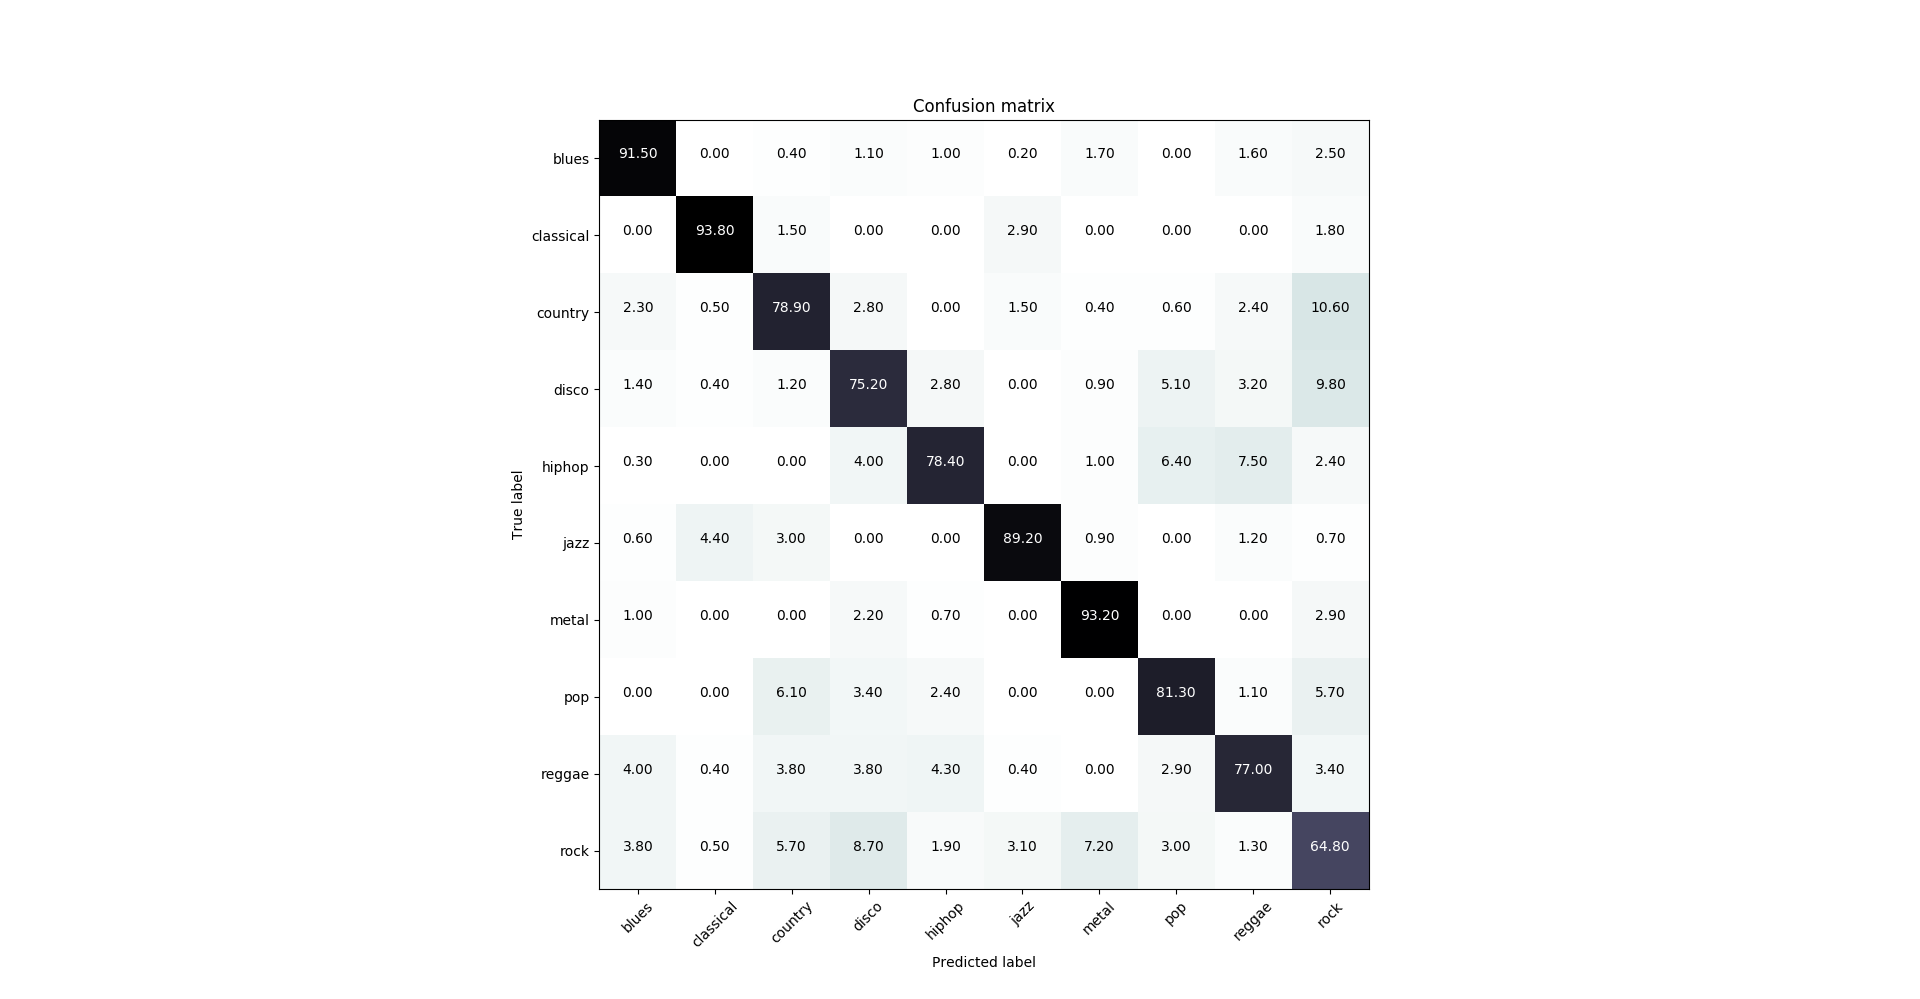 Confusion matrix
blues 91.50 0.00 0.40 1.10 1.00 0.20 1.70 0.00 1.60 2.50
classical 0.00 93.80 1.50 0.00 0.00 2.90 0.00 0.00 0.00 1.80
country 2.30 0.50 78.90 2.80 0.00 1.50 0.40 0.60 2.40 10.60
disco 1.40 0.40 1.20 75.20 2.80 0.00 0.90 5.10 3.20 9.80
hiphop 0.30 0.00 0.00 4.00 78.40 0.00 1.00 6.40 7.50 2.40
jazz 0.60 4.40 3.00 0.00 0.00 89.20 0.90 0.00 1.20 0.70
metal 1.00 0.00 0.00 2.20 0.70 0.00 93.20 0.00 0.00 2.90
pop 0.00 0.00 6.10 3.40 2.40 0.00 0.00 81.30 1.10 5.70
reggae 4.00 0.40 3.80 3.80 4.30 0.40 0.00 2.90 77.00 3.40
rock 3.80 0.50 5.70 8.70 1.90 3.10 7.20 3.00 1.30 64.80
True label
blues classical country disco hiphop jazz metal pop reggae rock
Predicted label